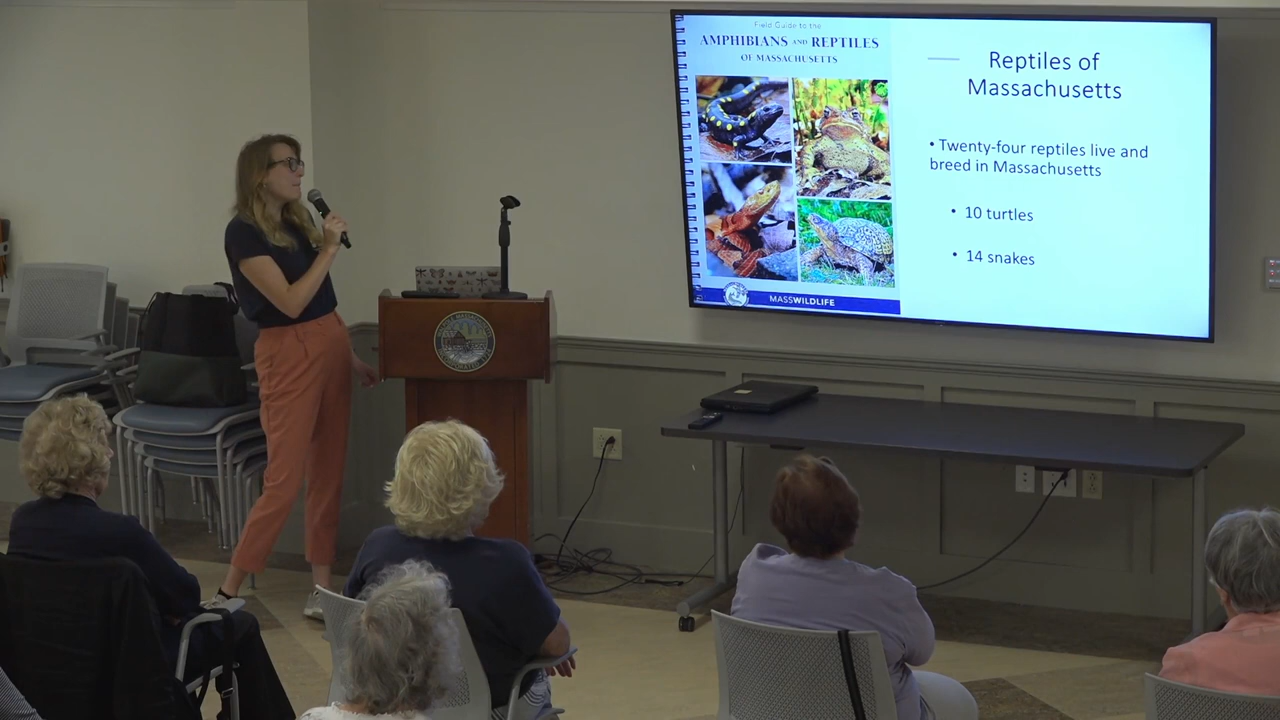 Field Guide to the
AMPHIBIANS AND REPTILES
OF MASSACHUSETTS
MASSWILDLIFE
Reptiles of
Massachusetts
• Twenty-four reptiles live and
breed in Massachusetts
• 10 turtles
• 14 snakes